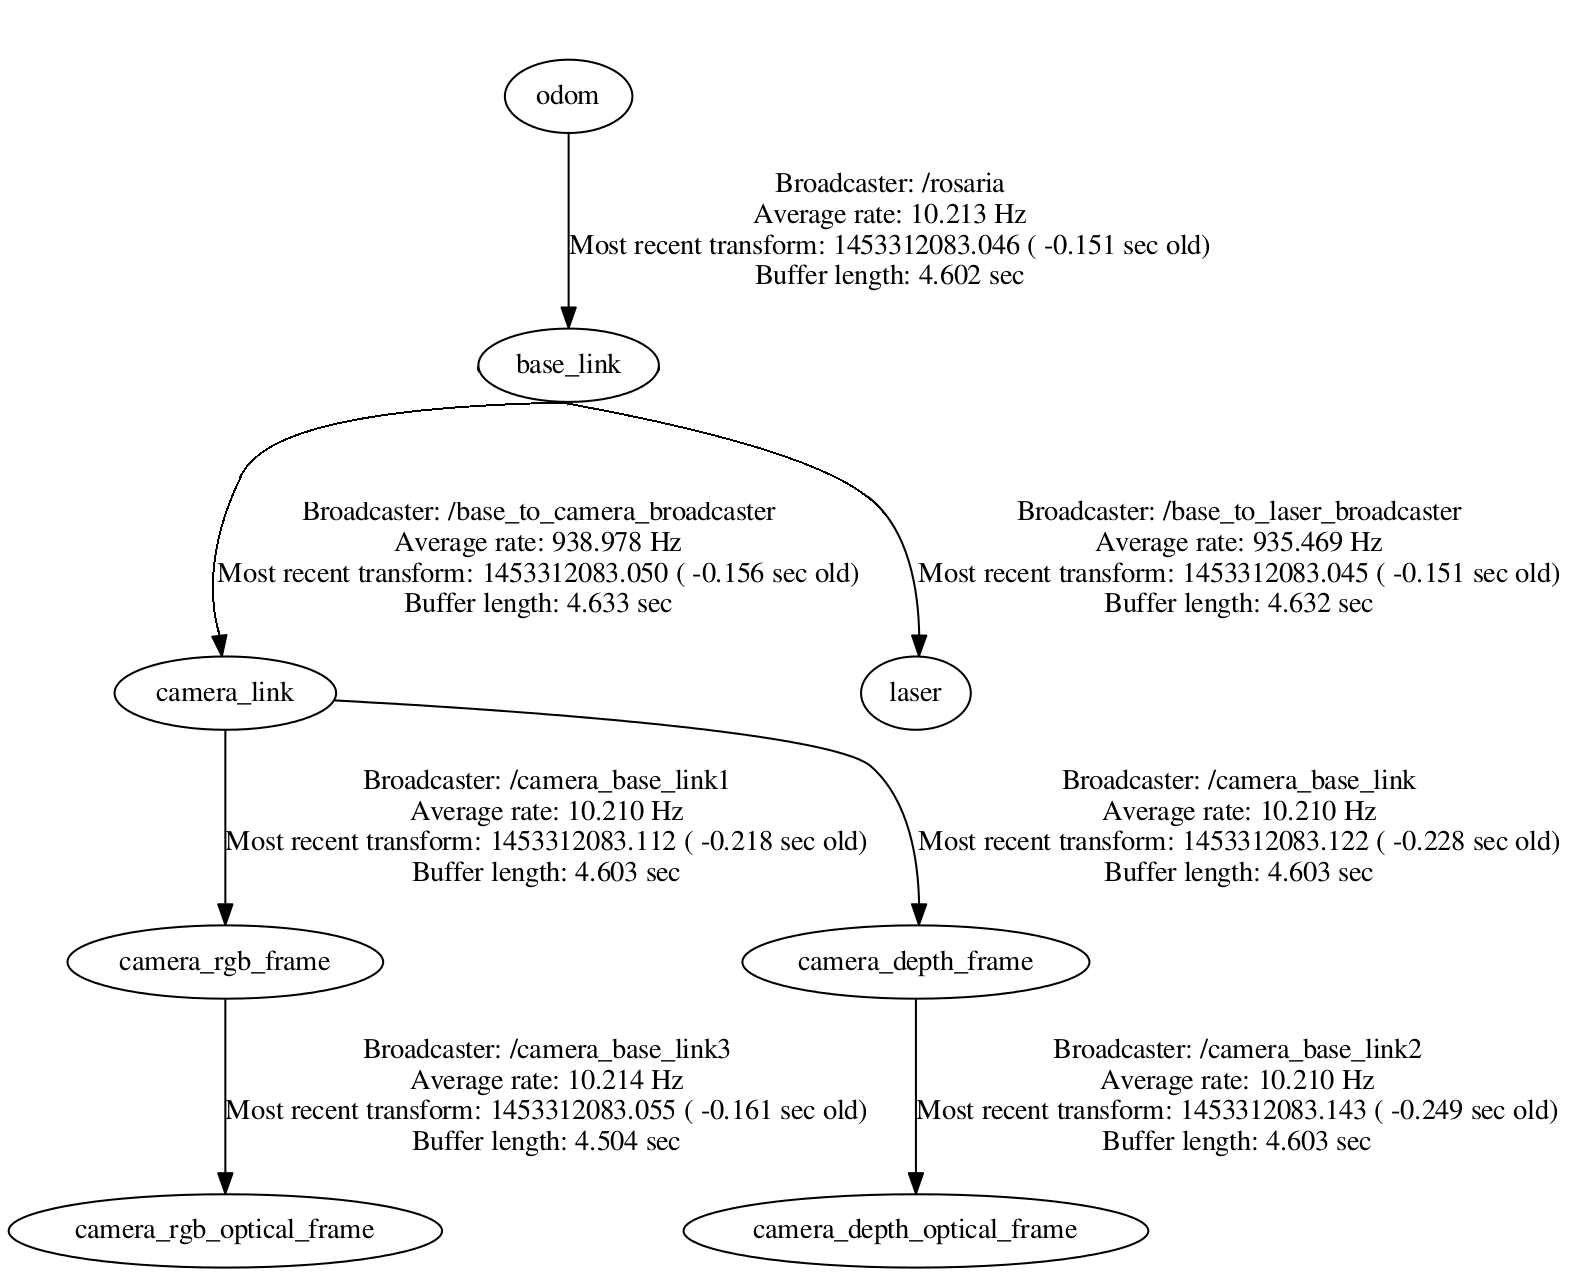 odom
Broadcaster: /rosaria
Average rate: 10.213 Hz
Most recent transform: 1453312083.046 ( -0.151 sec old)
Buffer length: 4.602 sec
base_link
Broadcaster: /base_to_camera_broadcaster
Average rate: 938.978 Hz
Most recent transform: 1453312083.050 ( -0.156 sec old)
Buffer length: 4.633 sec
Broadcaster: /base_to_laser_broadcaster
Average rate: 935.469 Hz
Most recent transform: 1453312083.045 ( -0.151 sec old)
Buffer length: 4.632 sec
camera_link
laser
Broadcaster: /camera_base_link1
Average rate: 10.210 Hz
Most recent transform: 1453312083.112 ( -0.218 sec old)
Buffer length: 4.603 sec
Broadcaster: /camera_base_link
Average rate: 10.210 Hz
Most recent transform: 1453312083.122 ( -0.228 sec old)
Buffer length: 4.603 sec
camera_rgb_frame
camera_depth_frame
Broadcaster: /camera_base_link3
Average rate: 10.214 Hz
Most recent transform: 1453312083.055 ( -0.161 sec old)
Buffer length: 4.504 sec
Broadcaster: /camera_base_link2
Average rate: 10.210 Hz
Most recent transform: 1453312083.143 ( -0.249 sec old)
Buffer length: 4.603 sec
camera_rgb_optical_frame
camera_depth_optical_frame